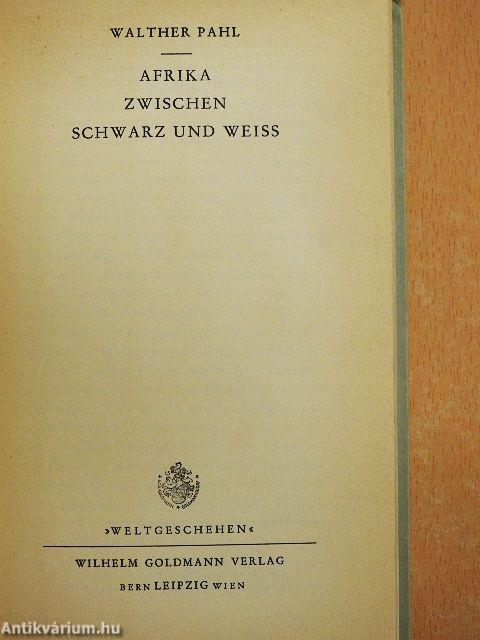 WALTHER PAHL
AFRIKA
ZWISCHEN
SCHWARZ UND WEISS
»WELTGESCHEHEN«
WILHELM GOLDMANN VERLAG
BERN LEIPZIG WIEN
Antikvárium.hu